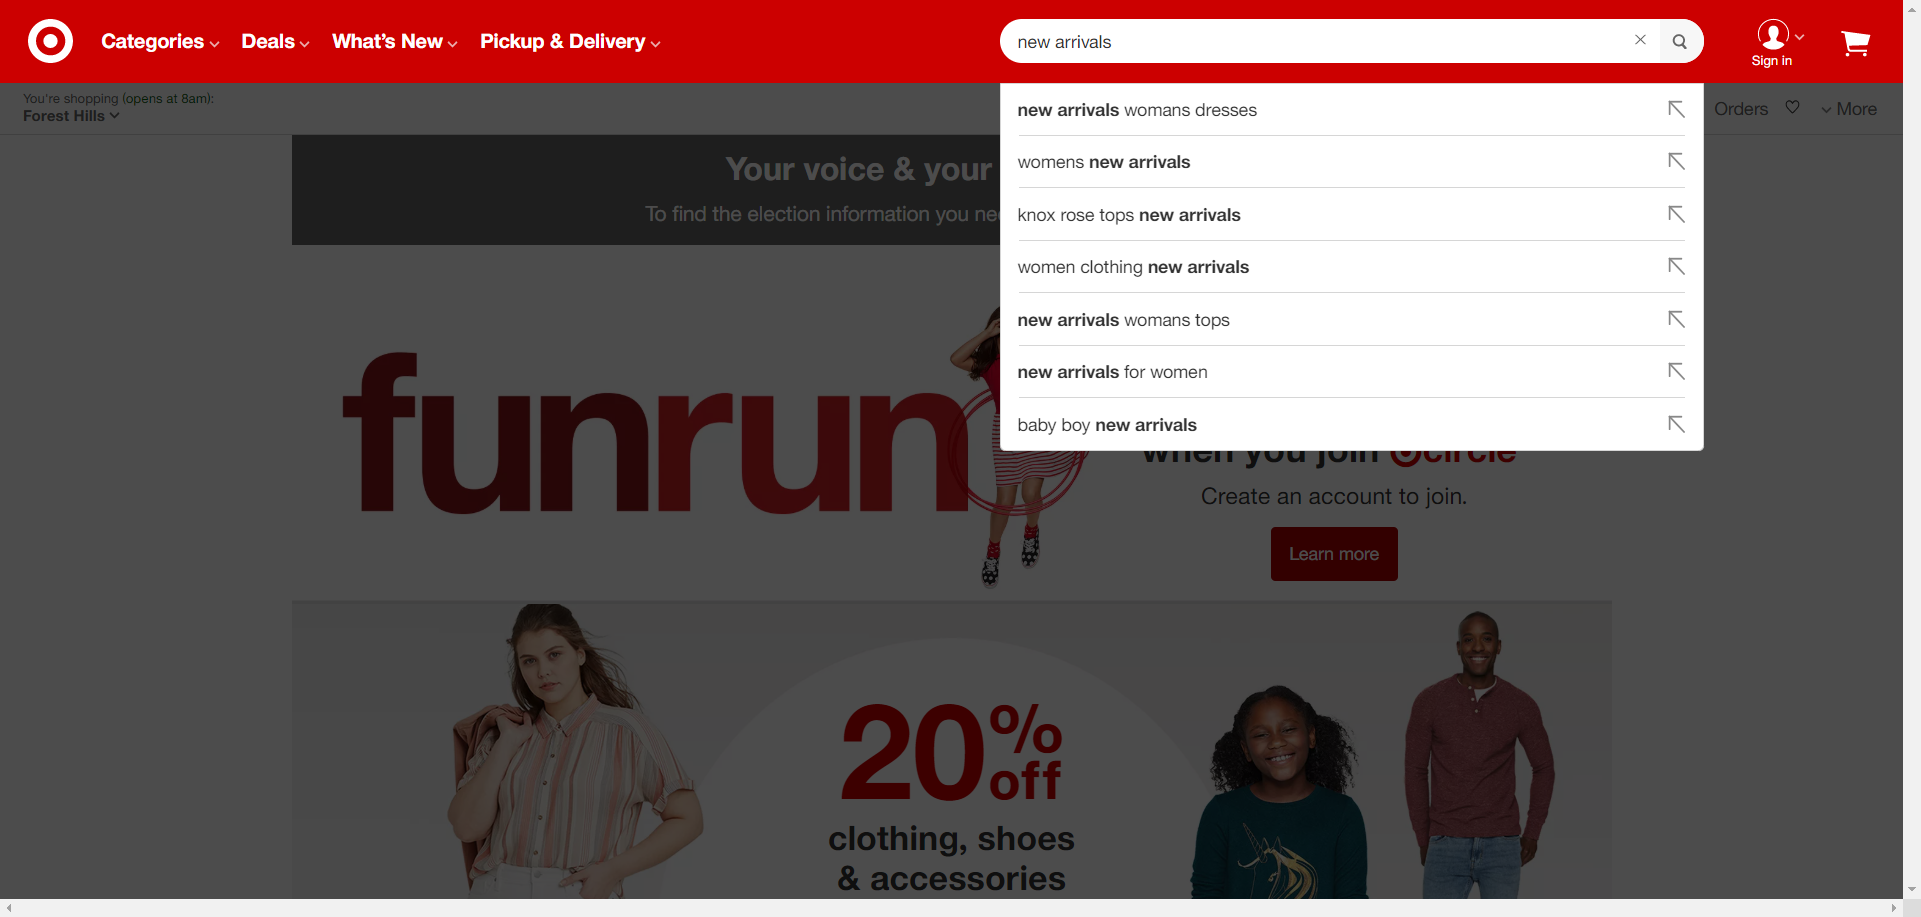 Categories Deals What's New Pickup & Delivery
new arrivals
Sign in
You're shopping (opens at 8am):
Forest Hills
Orders More
new arrivals womans dresses
womens new arrivals
knox rose tops new arrivals
women clothing new arrivals
new arrivals womans tops
new arrivals for women
baby boy new arrivals
Your voice & your
To find the election information you
funrun
when you join circle
Create an account to join.
Learn more
20% off
clothing, shoes
& accessories